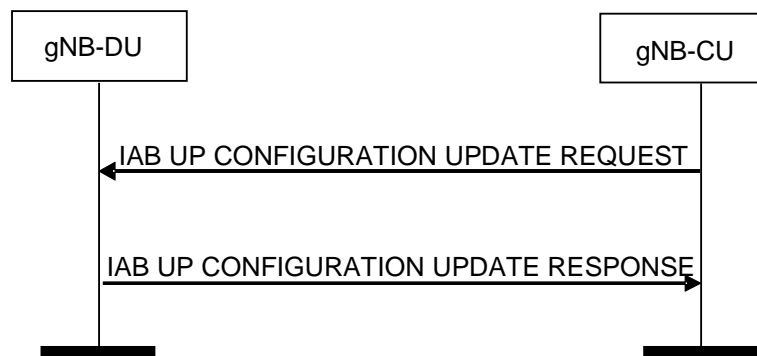 gNB-DU
gNB-CU
IAB UP CONFIGURATION UPDATE REQUEST
IAB UP CONFIGURATION UPDATE RESPONSE